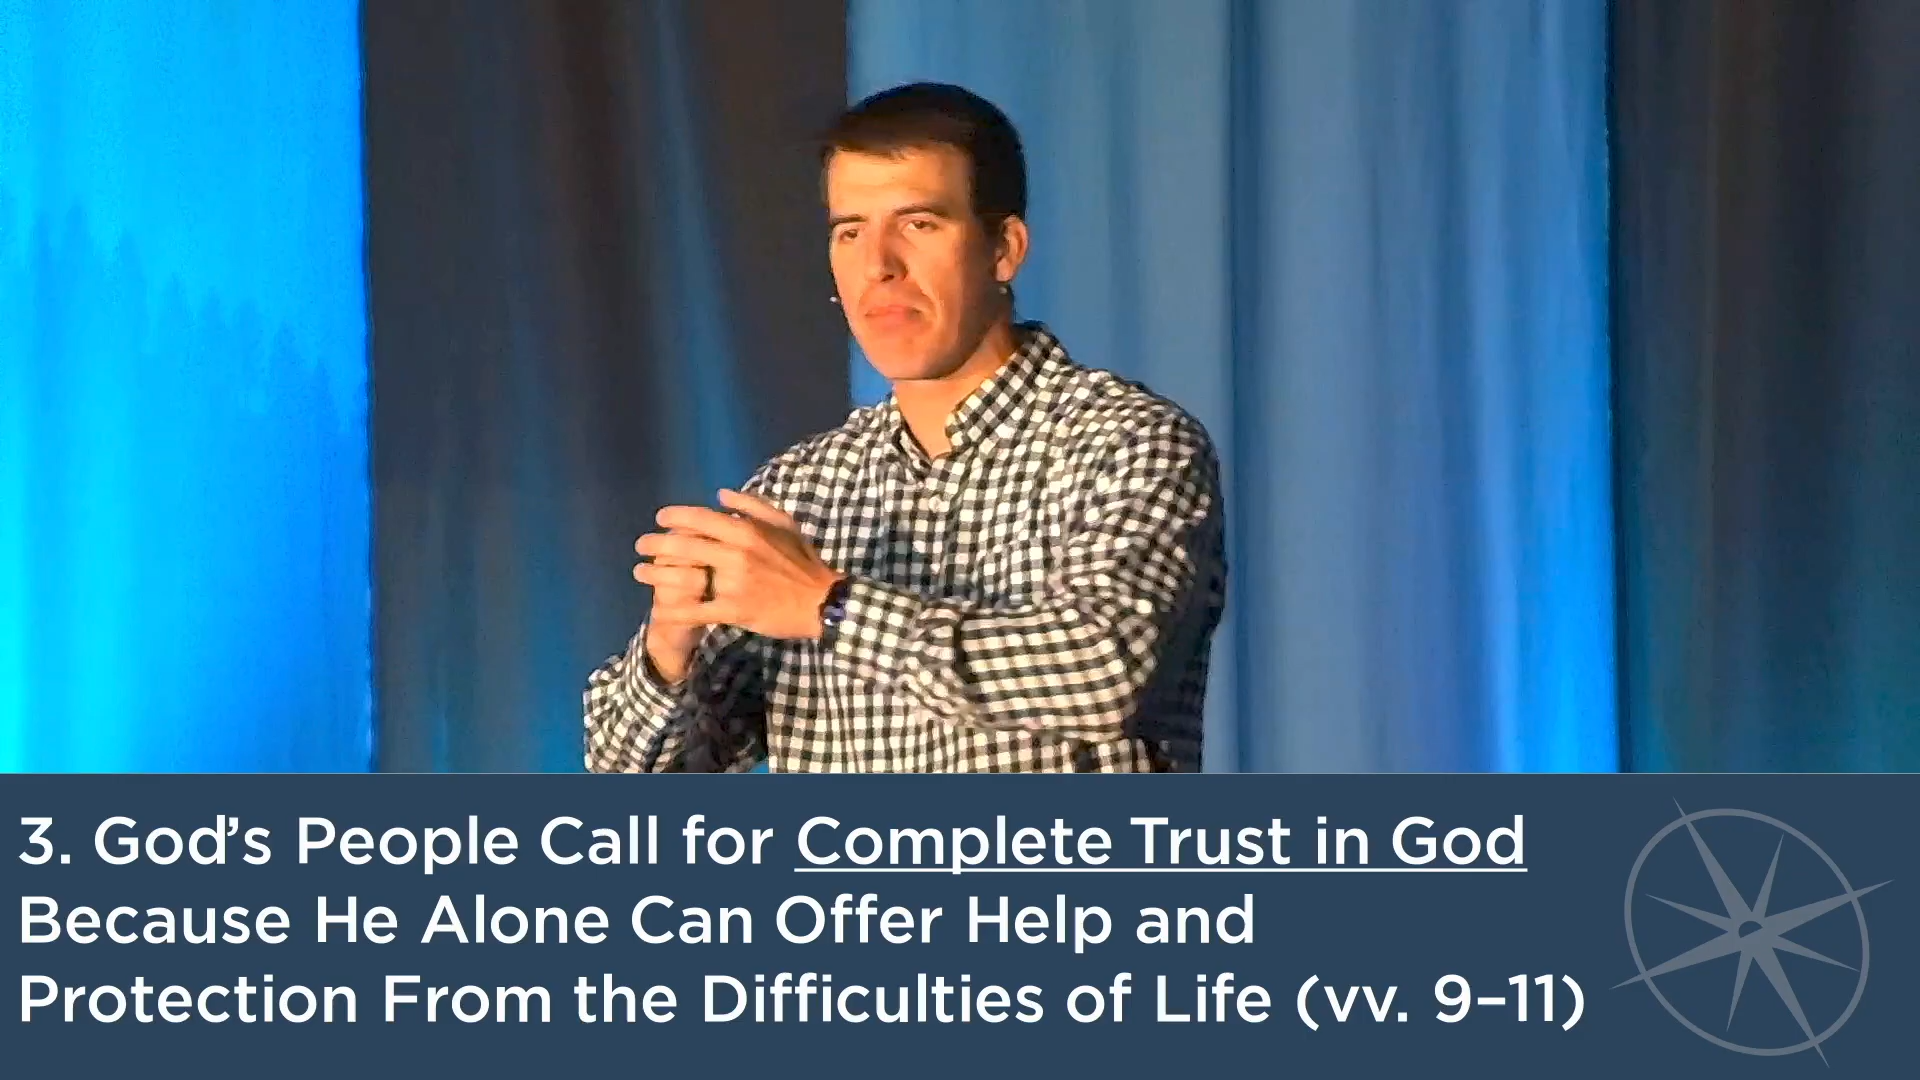 3. God’s People Call for Complete Trust in God
Because He Alone Can Offer Help and
Protection From the Difficulties of Life (vv. 9–11)